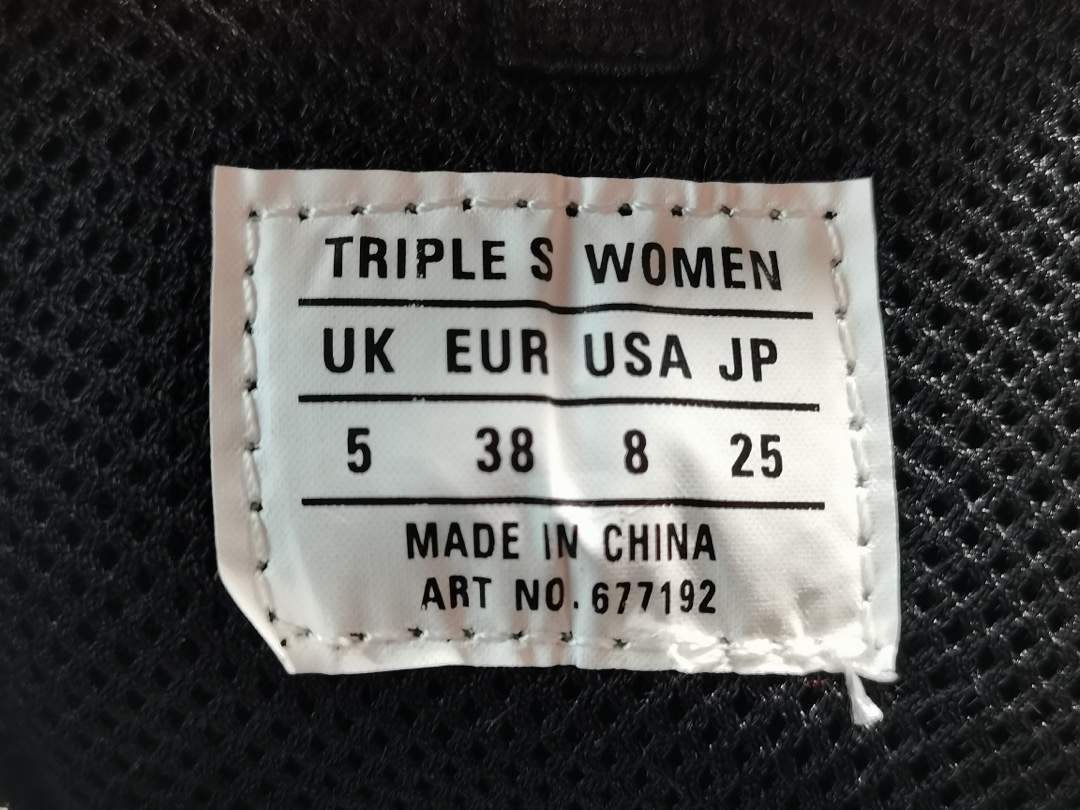 TRIPLE S WOMEN
UK EUR USA JP
5 38 8 25
MADE IN CHINA
ART NO. 677192